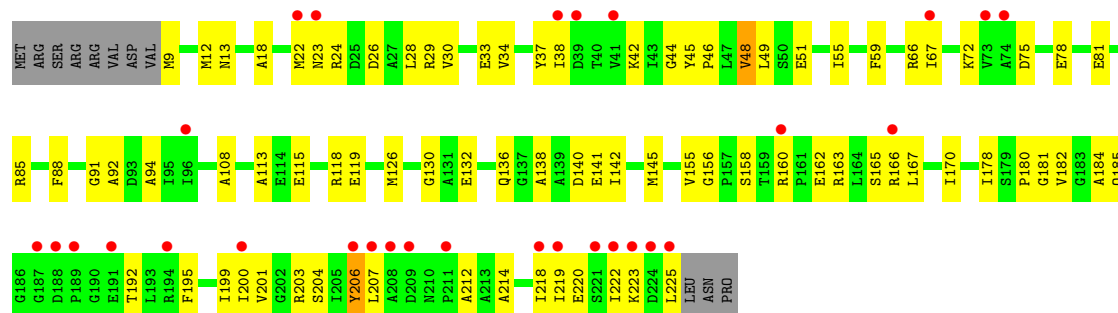 MET ARG SER ARG ARG VAL ASP VAL M9 M12 N13 A18 M22 N23 R24 D25 D26 A27 L28 R29 V30 E33 V34 Y37 I38 D39 T40 V41 K42 I43 G44 Y45 P46 L47 V48 L49 S50 E51 I55 F59 R66 I67 K72 V73 A74 D75 E78 E81
R85 F88 G91 A92 D93 A94 I95 I96 A108 A113 E114 E115 R118 E119 M126 G130 A131 E132 Q136 G137 A138 A139 D140 E141 I142 M145 V155 G156 P157 S158 T159 R160 P161 E162 R163 L164 S165 R166 L167 I170 I178 S179 P180 G181 V182 G183 A184 Q185
G186 G187 D188 P189 G190 E191 T192 L193 R194 F195 I199 I200 V201 G202 R203 S204 I205 Y206 L207 A208 D209 N210 P211 A212 A213 A214 I218 I219 E220 S221 I222 K223 D224 L225 LEU ASN PRO